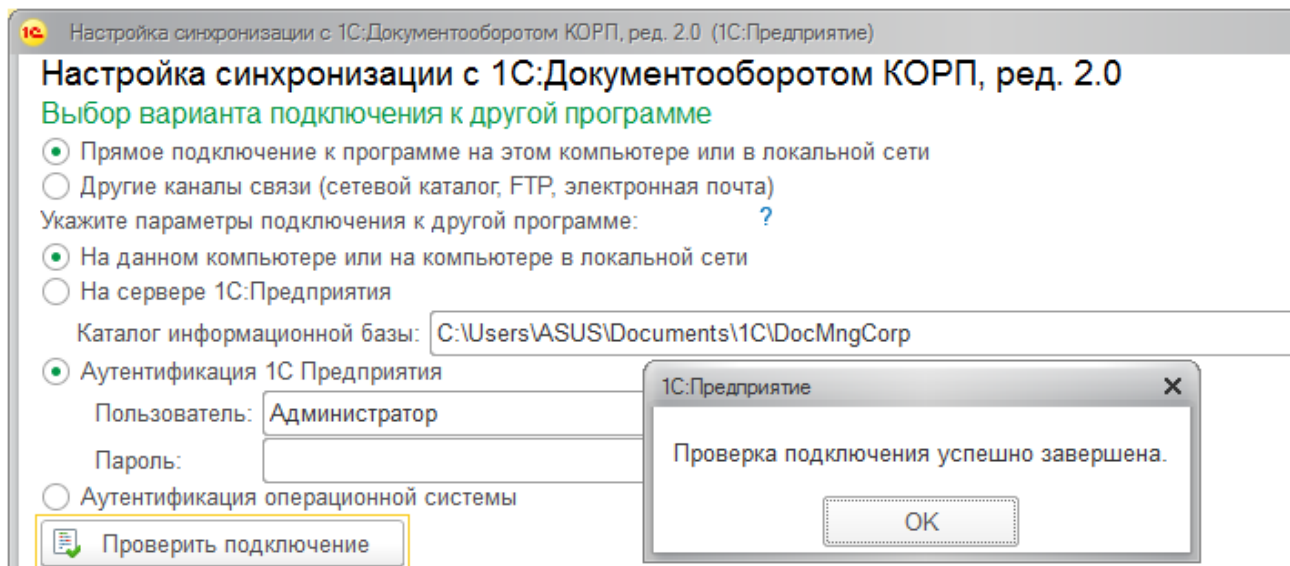 1С Настройка синхронизации с 1С:Документооборотом КОРП, ред. 2.0 (1С:Предприятие)
Настройка синхронизации с 1С:Документооборотом КОРП, ред. 2.0
Выбор варианта подключения к другой программе
Прямое подключение к программе на этом компьютере или в локальной сети
Другие каналы связи (сетевой каталог, FTP, электронная почта)
Укажите параметры подключения к другой программе: ?
На данном компьютере или на компьютере в локальной сети
На сервере 1С:Предприятия
Каталог информационной базы: C:\Users\ASUS\Documents\1C\DocMngCorp
Аутентификация 1С Предприятия
Пользователь: Администратор
Пароль:
Аутентификация операционной системы
Проверить подключение
1С:Предприятие
Проверка подключения успешно завершена.
OK